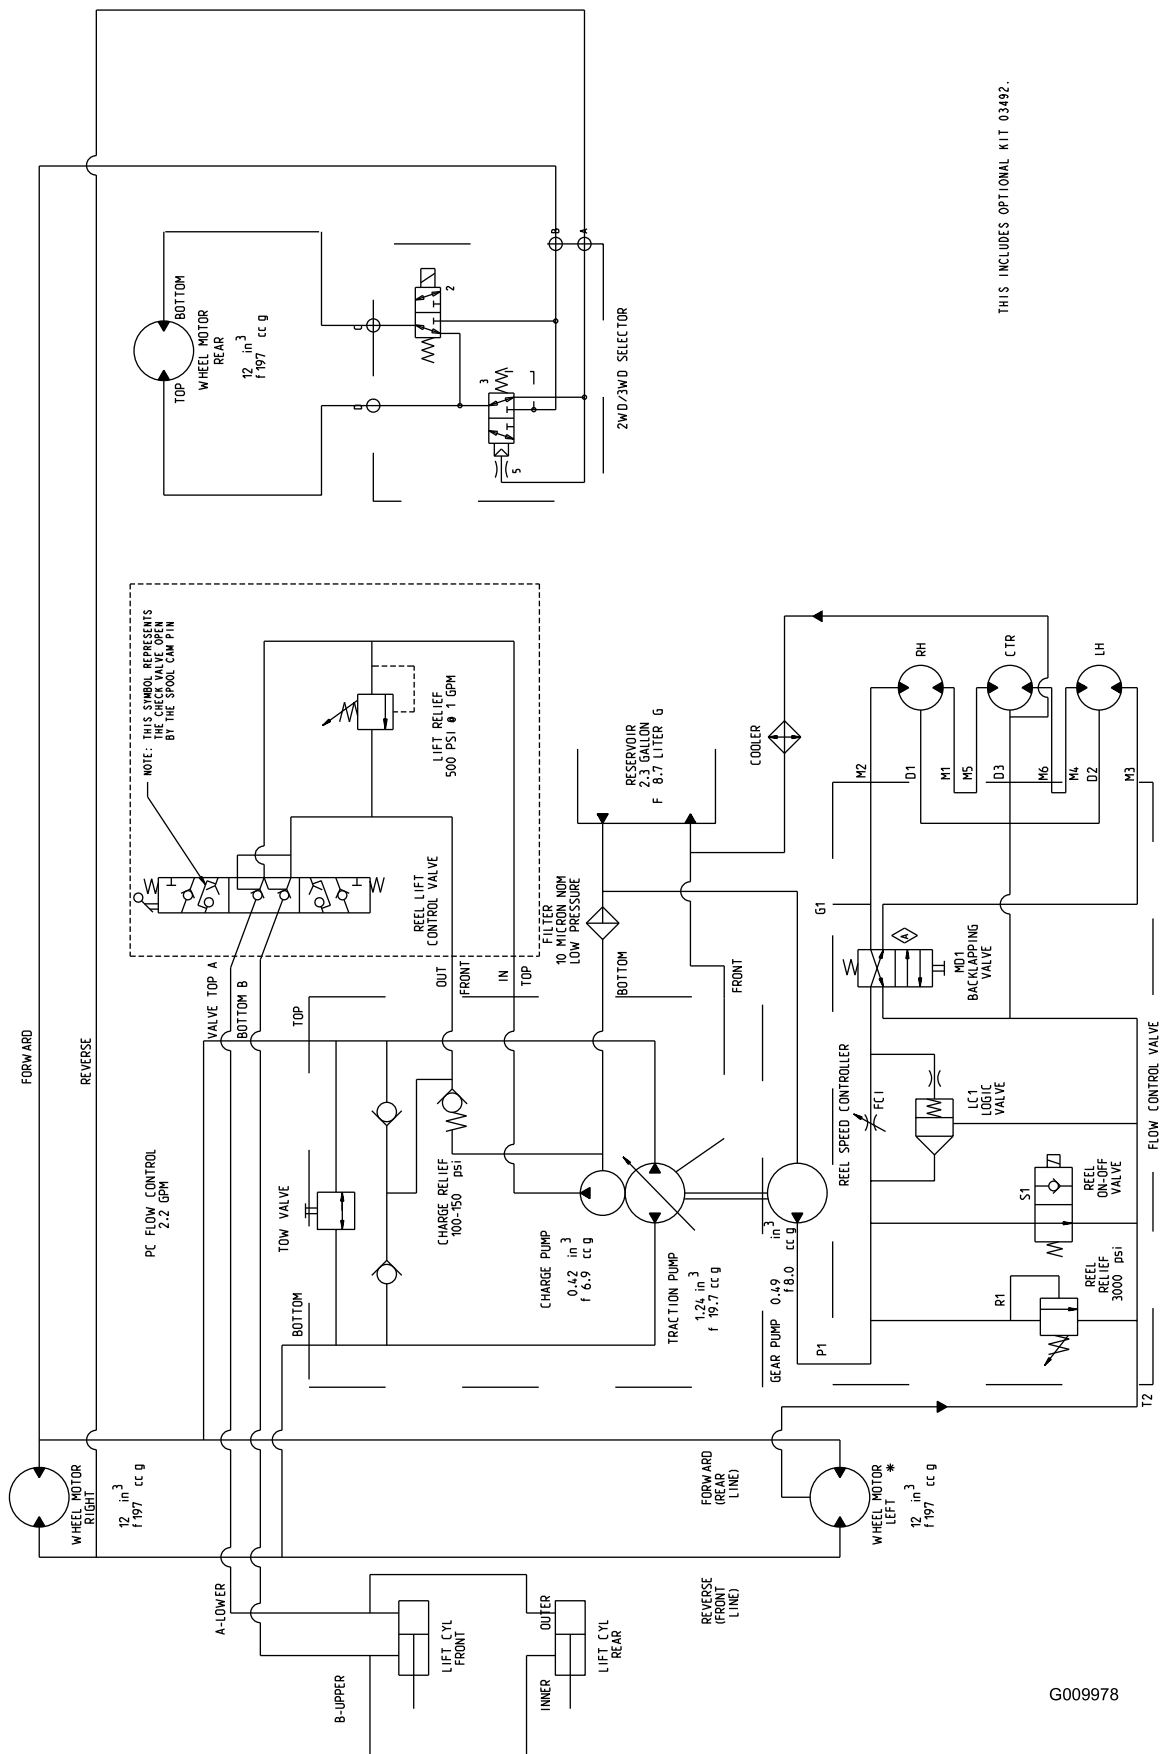 THIS INCLUDES OPTIONAL KIT 03492.
BOTTOM
TOP
WHEEL MOTOR
REAR
12 in3
f197 cc g
C
D
B
A
2
3
5
2WD/3WD SELECTOR
NOTE: THIS SYMBOL REPRESENTS
THE CHECK VALVE OPEN
BY THE SPOOL CAM PIN
LIFT RELIEF
500 PSI @ 1 GPM
REEL LIFT
CONTROL VALVE
RESERVOIR
2.3 GALLON
F 8.7 LITER G
COOLER
RH
CTR
LH
M2
D1
M1
M5
D3
M6
M4
D2
M3
G1
FILTER
10 MICRON NOM
LOW PRESSURE
BOTTOM
FRONT
OUT
FRONT
IN
TOP
VALVE TOP A
BOTTOM B
TOP
FORWARD
REVERSE
A
MD1
BACKLAPPING
VALVE
REEL SPEED CONTROLLER
FC1
LC1
LOGIC
VALVE
FLOW CONTROL VALVE
PC FLOW CONTROL
2.2 GPM
TOW VALVE
CHARGE RELIEF
100-150 psi
BOTTOM
CHARGE PUMP
0.42 in3
f 6.9 cc g
TRACTION PUMP
1.24 in3
f 19.7 cc g
GEAR PUMP 0.49 in3
f8.0 cc g
P1
S1
REEL
ON-OFF
VALVE
R1
REEL
RELIEF
3000 psi
T2
WHEEL MOTOR
RIGHT
12 in3
f197 cc g
FORWARD
(REAR
LINE)
WHEEL MOTOR *
LEFT
12 in3
f197 cc g
REVERSE
(FRONT
LINE)
A-LOWER
B-UPPER
LIFT CYL
FRONT
OUTER
INNER
LIFT CYL
REAR
G009978